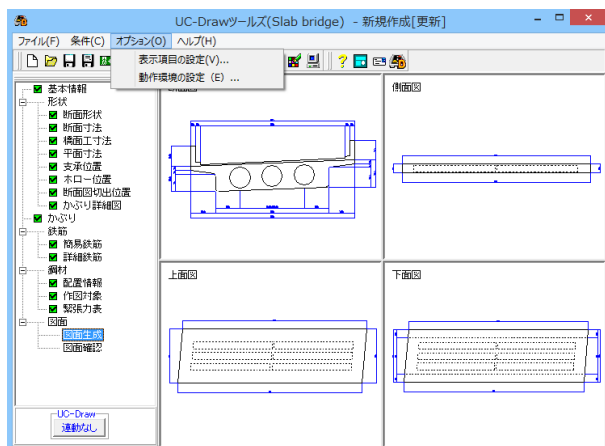 UC-Drawツールズ(Slab bridge) - 新規作成[更新]
ファイル(F) 条件(C) オプション(O) ヘルプ(H)
表示項目の設定(V)...
動作環境の設定（E）...
基本情報
形状
断面形状
断面寸法
橋面工寸法
平面寸法
支承位置
ホロー位置
断面図切出位置
かぶり詳細図
かぶり
鉄筋
簡易鉄筋
詳細鉄筋
鋼材
配置情報
作図対象
緊張力表
図面
図面生成
図面確認
UC-Draw
連動なし
側面図
上面図
下面図